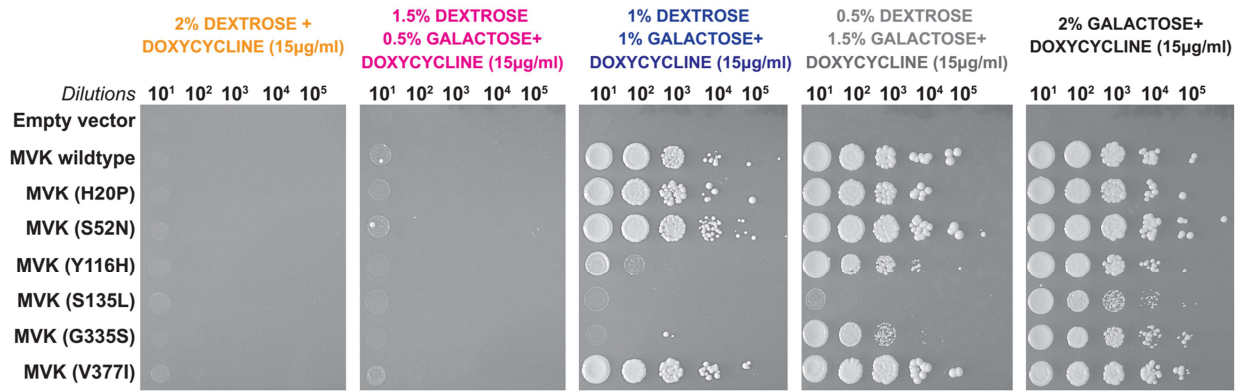 2% DEXTROSE +
DOXYCYCLINE (15µg/ml)
1.5% DEXTROSE
0.5% GALACTOSE+
DOXYCYCLINE (15µg/ml)
1% DEXTROSE
1% GALACTOSE+
DOXYCYCLINE (15µg/ml)
0.5% DEXTROSE
1.5% GALACTOSE+
DOXYCYCLINE (15µg/ml)
2% GALACTOSE+
DOXYCYCLINE (15µg/ml)
Dilutions 10¹ 10² 10³ 10⁴ 10⁵ 10¹ 10² 10³ 10⁴ 10⁵ 10¹ 10² 10³ 10⁴ 10⁵ 10¹ 10² 10³ 10⁴ 10⁵ 10¹ 10² 10³ 10⁴ 10⁵
Empty vector
MVK wildtype
MVK (H20P)
MVK (S52N)
MVK (Y116H)
MVK (S135L)
MVK (G335S)
MVK (V377I)